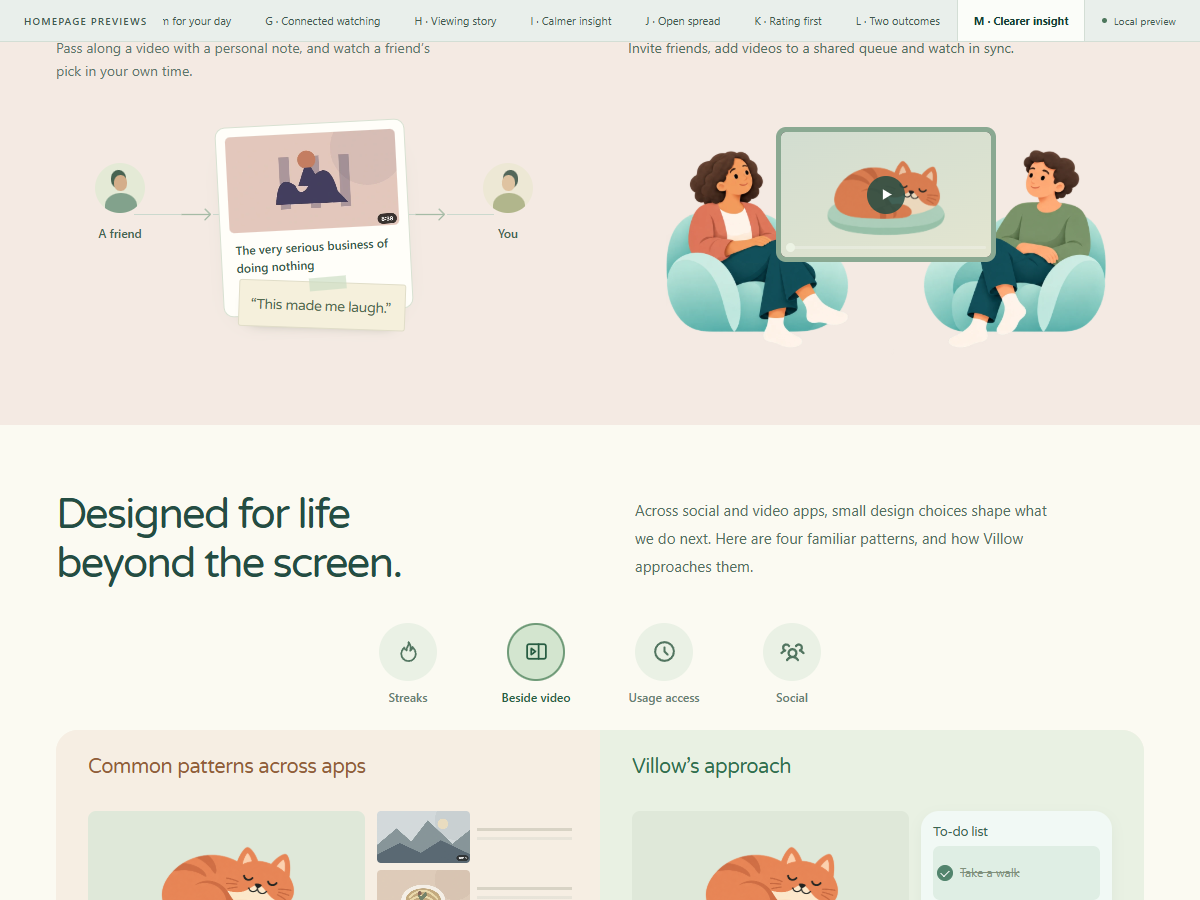 HOMEPAGE PREVIEWS
m for your day
G · Connected watching
H · Viewing story
I · Calmer insight
J · Open spread
K · Rating first
L · Two outcomes
M · Clearer insight
Local preview
Pass along a video with a personal note, and watch a friend's
pick in your own time.
Invite friends, add videos to a shared queue and watch in sync.
A friend
8:38
The very serious business of
doing nothing
“This made me laugh.”
You
Designed for life
beyond the screen.
Across social and video apps, small design choices shape what
we do next. Here are four familiar patterns, and how Villow
approaches them.
Streaks
Beside video
Usage access
Social
Common patterns across apps
Villow’s approach
To-do list
Take a walk